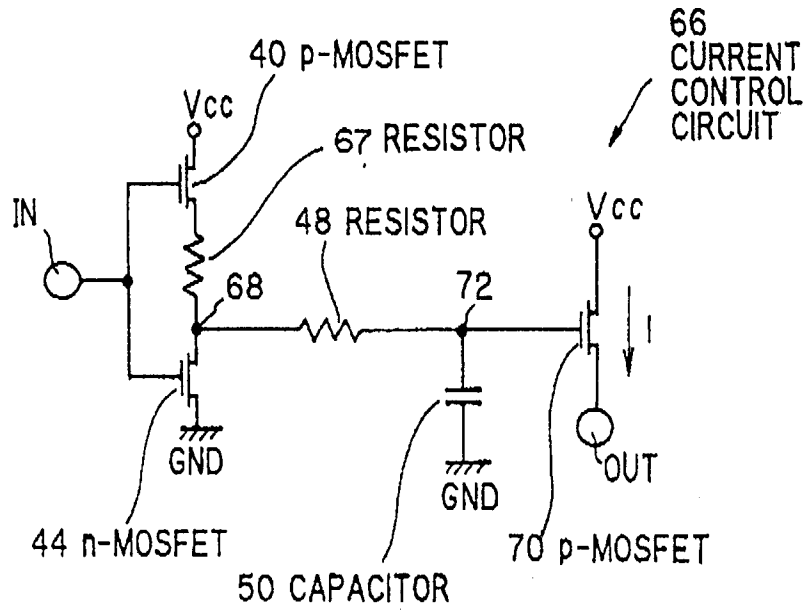 66
CURRENT
CONTROL
CIRCUIT
40 p-MOSFET
Vcc
67 RESISTOR
IN
48 RESISTOR
Vcc
68
72
I
GND
OUT
GND
44 n-MOSFET
70 p-MOSFET
50 CAPACITOR